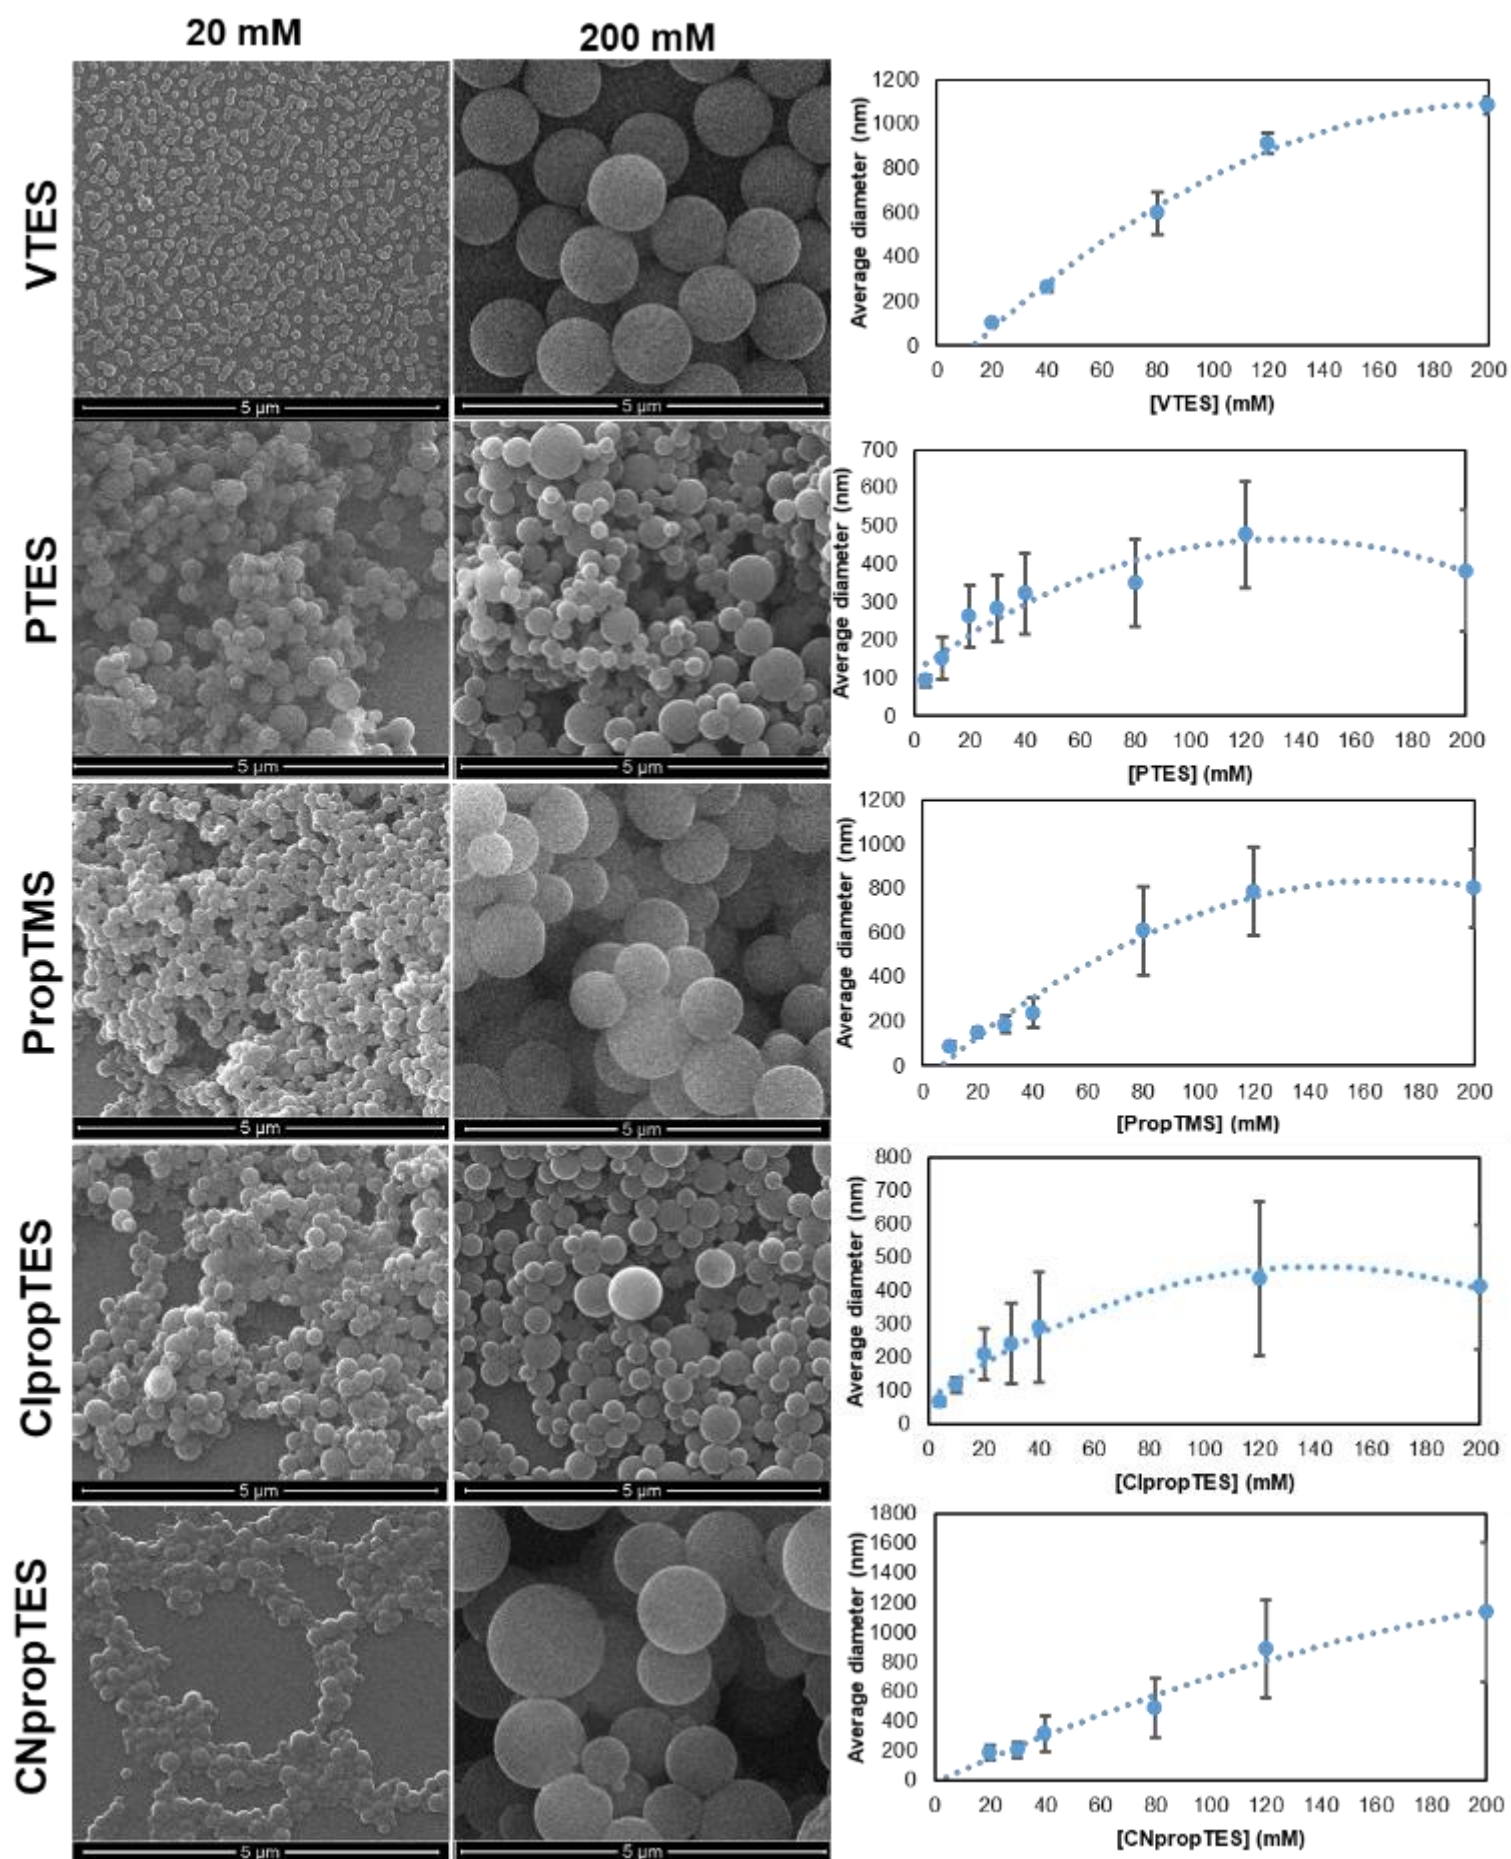 20 mM
200 mM
VTES
5 µm
5 µm
Average diameter (nm)
1200
1000
800
600
400
200
0
0 20 40 60 80 100 120 140 160 180 200
[VTES] (mM)
PTES
5 µm
5 µm
Average diameter (nm)
700
600
500
400
300
200
100
0
0 20 40 60 80 100 120 140 160 180 200
[PTES] (mM)
PropTMS
5 µm
5 µm
Average diameter (nm)
1200
1000
800
600
400
200
0
0 20 40 60 80 100 120 140 160 180 200
[PropTMS] (mM)
ClpropTES
5 µm
5 µm
Average diameter (nm)
800
700
600
500
400
300
200
100
0
0 20 40 60 80 100 120 140 160 180 200
[ClpropTES] (mM)
CNpropTES
5 µm
5 µm
Average diameter (nm)
1800
1600
1400
1200
1000
800
600
400
200
0
0 20 40 60 80 100 120 140 160 180 200
[CNpropTES] (mM)